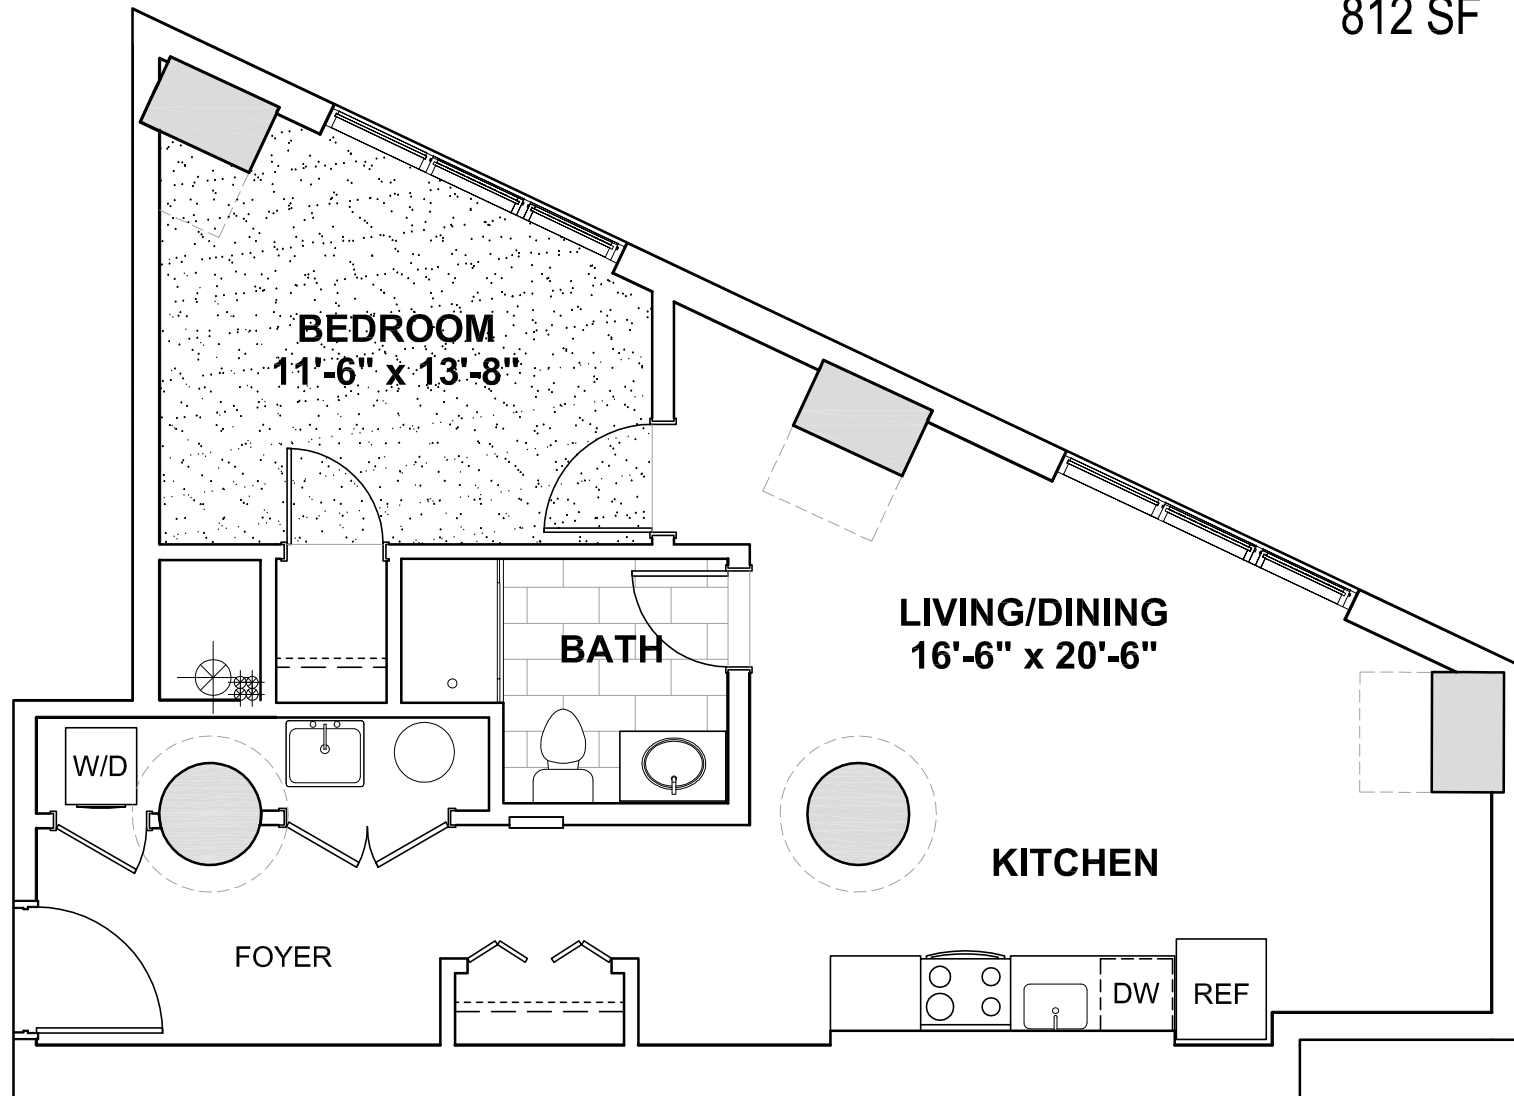 812 SF
BEDROOM
11'-6" x 13'-8"
LIVING/DINING
16'-6" x 20'-6"
BATH
W/D
KITCHEN
FOYER
DW
REF